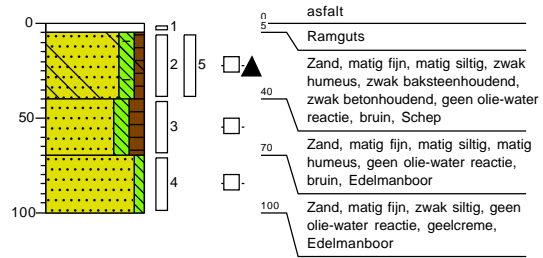 0
50
100
1
2
5
3
4
0
asfalt
5
Ramguts
Zand, matig fijn, matig siltig, zwak
humeus, zwak baksteenhoudend,
zwak betonhoudend, geen olie-water
reactie, bruin, Schep
40
Zand, matig fijn, matig siltig, matig
humeus, geen olie-water reactie,
bruin, Edelmanboor
70
Zand, matig fijn, zwak siltig, geen
olie-water reactie, geelcreme,
Edelmanboor
100